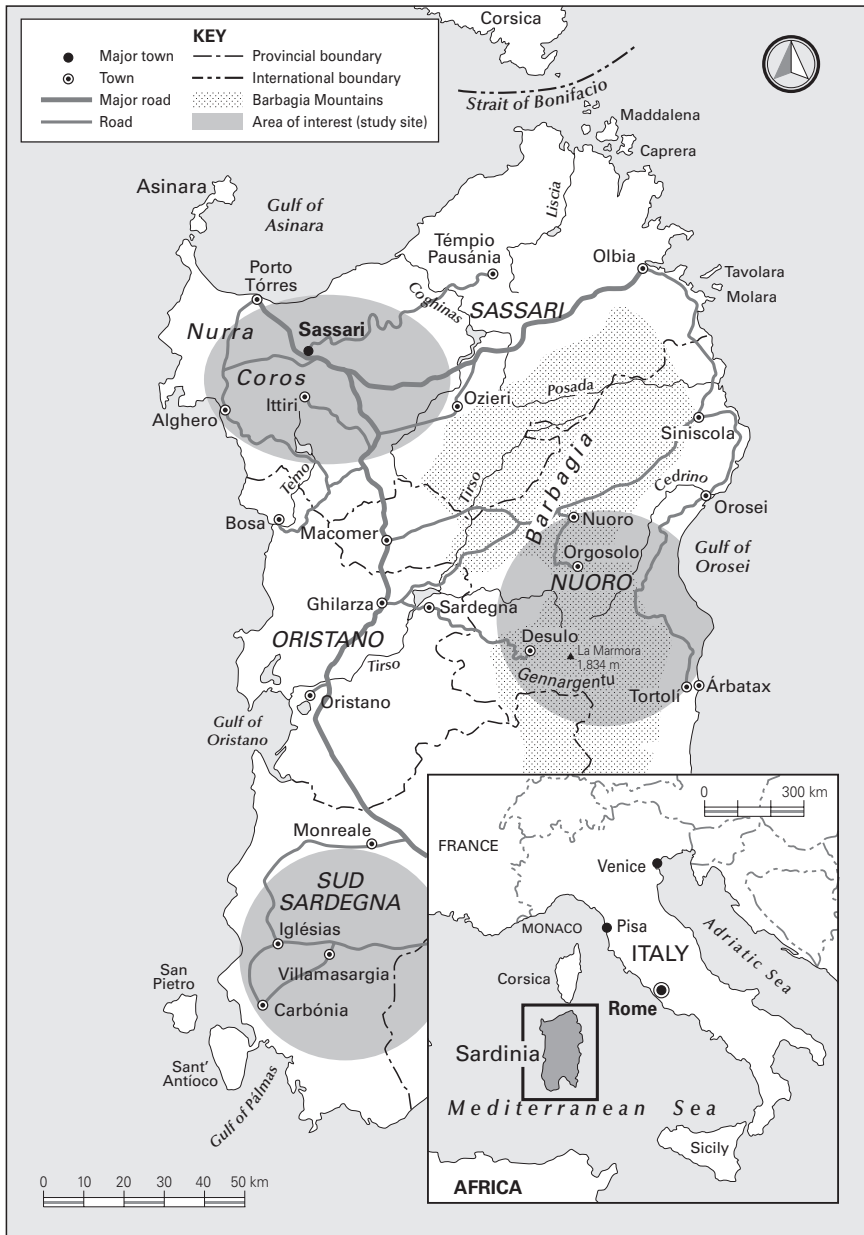 Corsica
KEY
Major town
Town
Major road
Road
Provincial boundary
International boundary
Barbagia Mountains
Area of interest (study site)
Strait of Bonifacio
Maddalena
Caprera
Asinara
Gulf of
Asinara
Liscia
Témpio
Pausánia
Olbia
Tavolara
Molara
Porto
Tórres
Coghinas
SASSARI
Nurra
Sassari
Coros
Ittiri
Ozieri
Posada
Alghero
Siniscola
Temo
Tirso
Barbagia
Cedrino
Orosei
Bosa
Nuoro
Macomer
Orgosolo
Gulf of
Orosei
NUORO
Ghilarza
Sardegna
ORISTANO
Desulo
La Marmora
1,834 m
Tirso
Gennargentu
Oristano
Tortolí
Árbatax
Gulf of
Oristano
Monreale
SUD
SARDEGNA
Iglésias
Villamasargia
San
Pietro
Carbónia
Sant'
Antíoco
Gulf of Pálmas
0 10 20 30 40 50 km
0 300 km
FRANCE
Venice
MONACO
Pisa
Adriatic Sea
ITALY
Corsica
Rome
Sardinia
Mediterranean Sea
Sicily
AFRICA